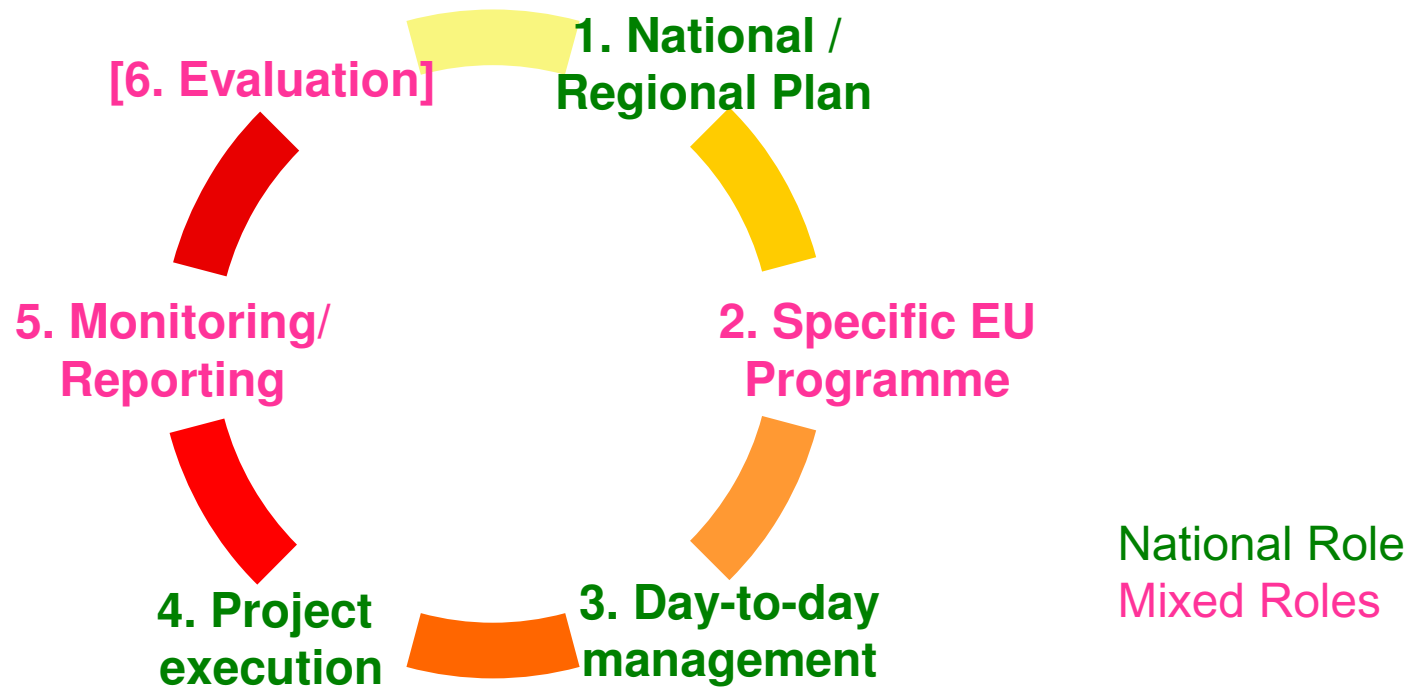 1. National /
Regional Plan
2. Specific EU
Programme
3. Day-to-day
management
4. Project
execution
5. Monitoring/
Reporting
[6. Evaluation]
National Role
Mixed Roles